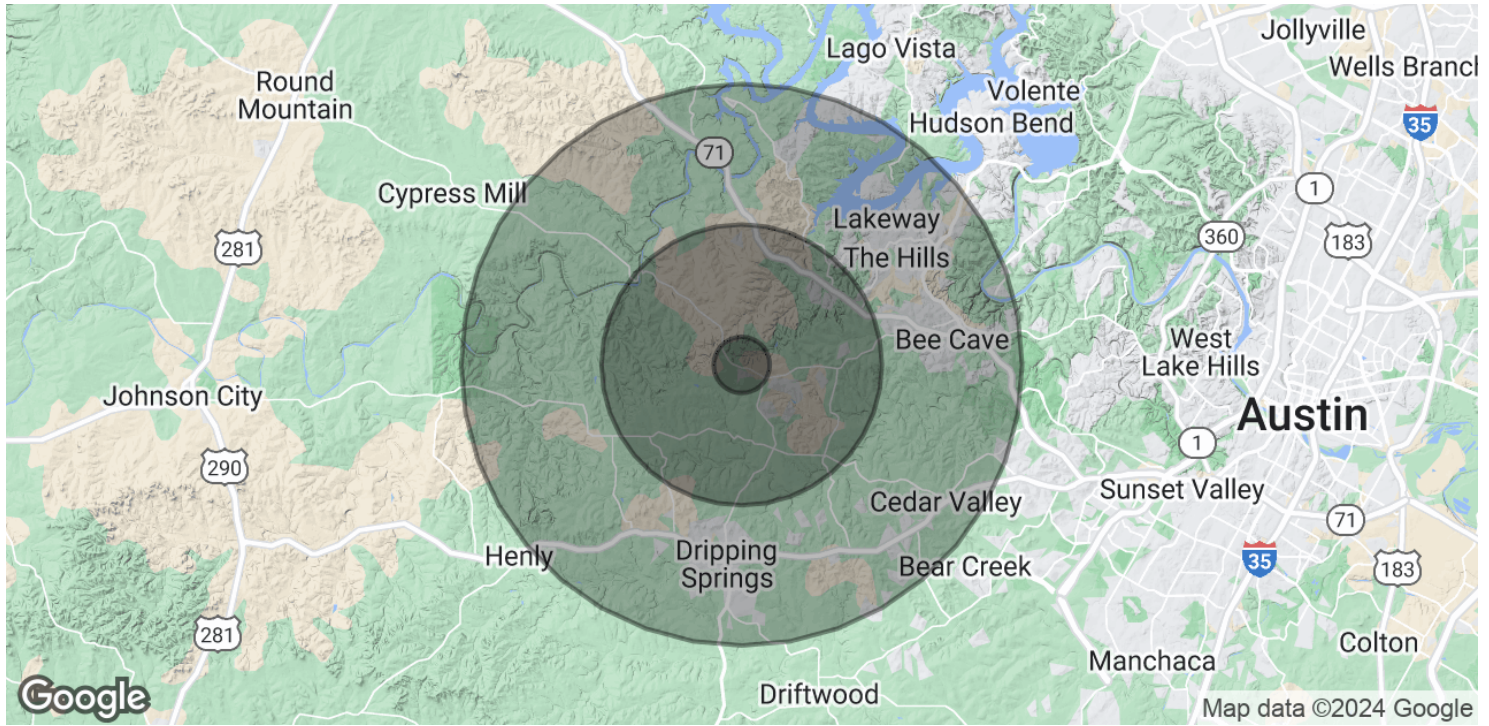 Jollyville
Lago Vista
Wells Branch
Round
Mountain
Volente
Hudson Bend
35
71
1
Cypress Mill
Lakeway
360
183
281
The Hills
Bee Cave
West
Lake Hills
Johnson City
Austin
1
290
Sunset Valley
Cedar Valley
71
Henly
Dripping
Springs
Bear Creek
35
183
281
Colton
Manchaca
Driftwood
Google
Map data ©2024 Google